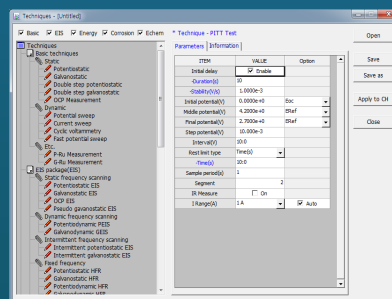 Techniques - [Untitled]
Basic EIS Energy Corrosion Echem
Techniques
Basic techniques
Static
Potentiostatic
Galvanostatic
Double step potentiostatic
Double step galvanostatic
OCP Measurement
Dynamic
Potential sweep
Current sweep
Cyclic voltammetry
Fast potential sweep
Etc.
P-Ru Measurement
G-Ru Measurement
EIS package(EIS)
Static frequency scanning
Potentiostatic EIS
Galvanostatic EIS
OCP EIS
Pseudo gavanostatic EIS
Dynamic frequency scanning
Potentiodynamic PEIS
Galvanodynamic GEIS
Intermittent frequency scanning
Intermittent potentiostatic EIS
Intermittent galvanostatic EIS
Fixed frequency
Potentiostatic HFR
Galvanostatic HFR
Potentiodynamic HFR
Galvanodynamic HFR
* Technique - PITT Test
Parameters Information
ITEM VALUE Option
Initial delay Enable
-Duration(s) 10
-Stability(V/s) 1.0000e-3
Initial potential(V) 0.0000e+0 Eoc
Middle potential(V) 4.2000e+0 ERef
Final potential(V) 2.7000e+0 ERef
Step potential(V) 10.000e-3
Interval(V) 10:0
Rest limit type Time(s)
-Time(s) 10:0
Sample period(s) 1
Segment 2
IR Measure On
I Range(A) 1 A Auto
Open
Save
Save as
Apply to CH
Close